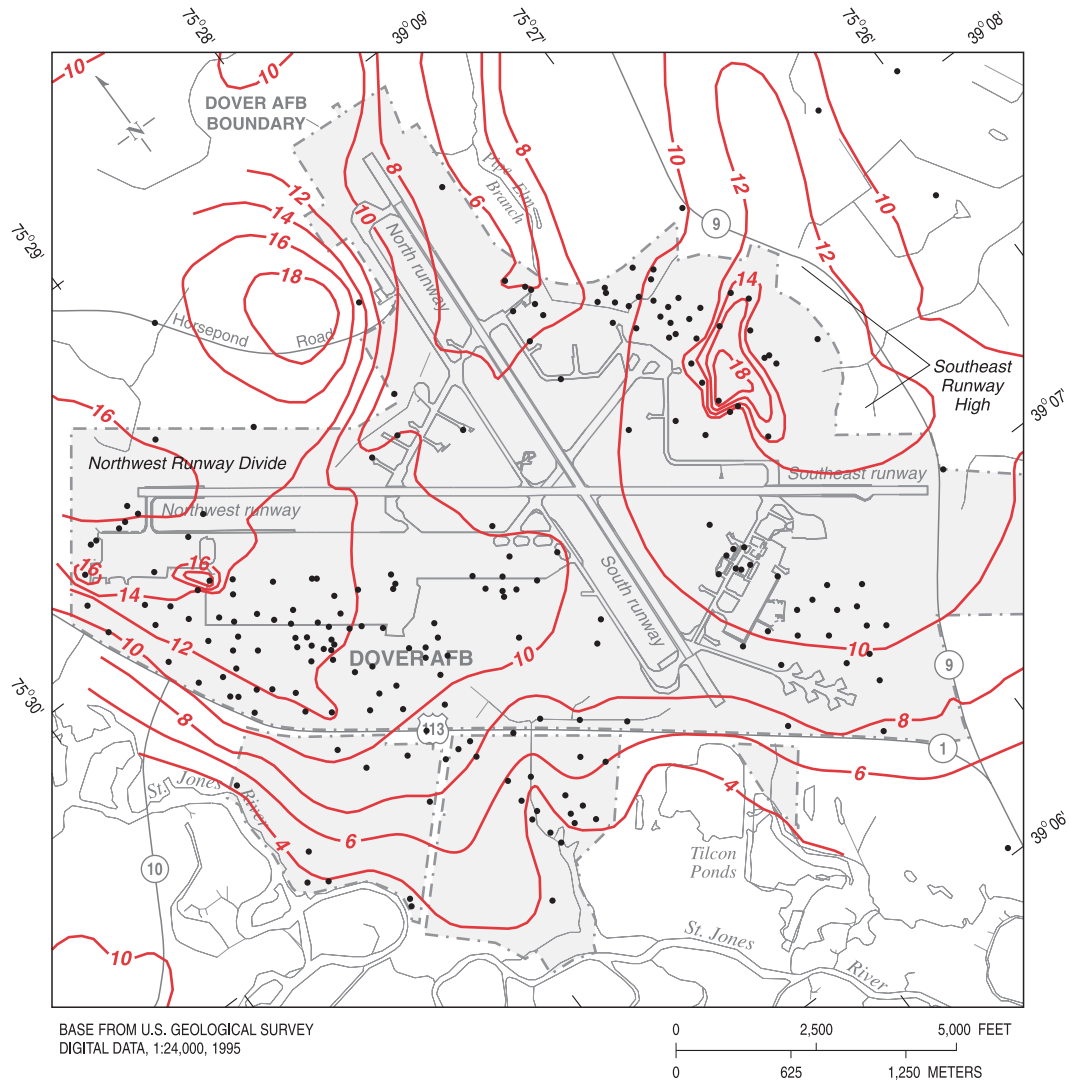 75°28'
39°09'
75°27'
75°26'
39°08'
10
10
DOVER AFB
BOUNDARY
N
8
8
10
12
10
Pipe Elm
Branch
6
12
14
16
18
10
9
12
75°29'
North runway
14
Horsepond
Road
18
Southeast
Runway
High
16
39°07'
Northwest Runway Divide
Southeast runway
Northwest runway
16
16
14
South runway
12
10
10
10
DOVER AFB
9
75°30'
8
113
8
1
6
St. Jones
River
4
6
4
39°06'
10
Tilcon
Ponds
St. Jones
River
10
BASE FROM U.S. GEOLOGICAL SURVEY
DIGITAL DATA, 1:24,000, 1995
0 2,500 5,000 FEET
0 625 1,250 METERS